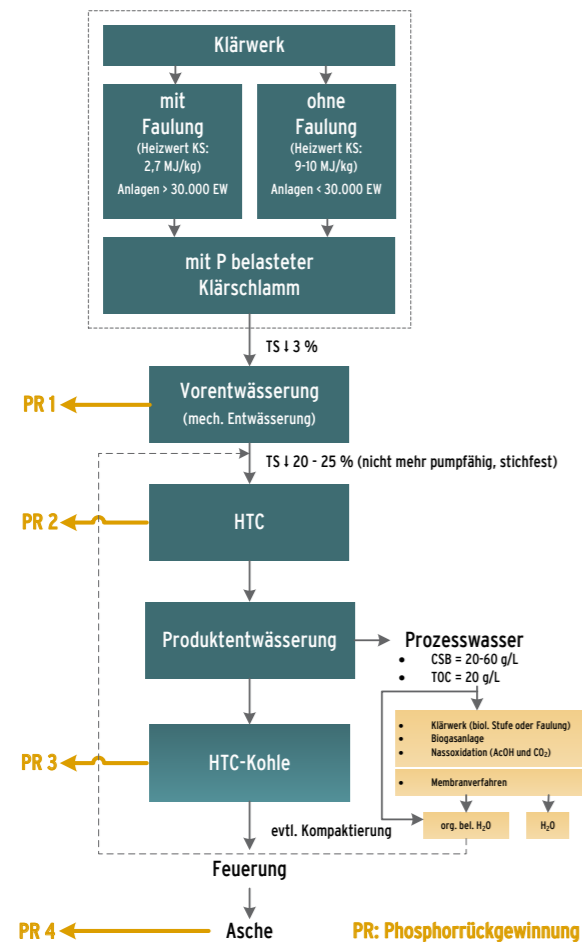 Klärwerk
mit
Faulung
(Heizwert KS:
2,7 MJ/kg)
Anlagen > 30.000 EW
ohne
Faulung
(Heizwert KS:
9-10 MJ/kg)
Anlagen < 30.000 EW
mit P belasteter
Klärschlamm
TS ↓ 3 %
PR 1
Vorentwässerung
(mech. Entwässerung)
TS ↓ 20 - 25 % (nicht mehr pumpfähig, stichfest)
PR 2
HTC
Produktentwässerung
Prozesswasser
• CSB = 20-60 g/L
• TOC = 20 g/L
• Klärwerk (biol. Stufe oder Faulung)
• Biogasanlage
• Nassoxidation (AcOH und CO₂)
• Membranverfahren
org. bel. H₂O
H₂O
PR 3
HTC-Kohle
evtl. Kompaktierung
Feuerung
PR 4
Asche
PR: Phosphorrückgewinnung